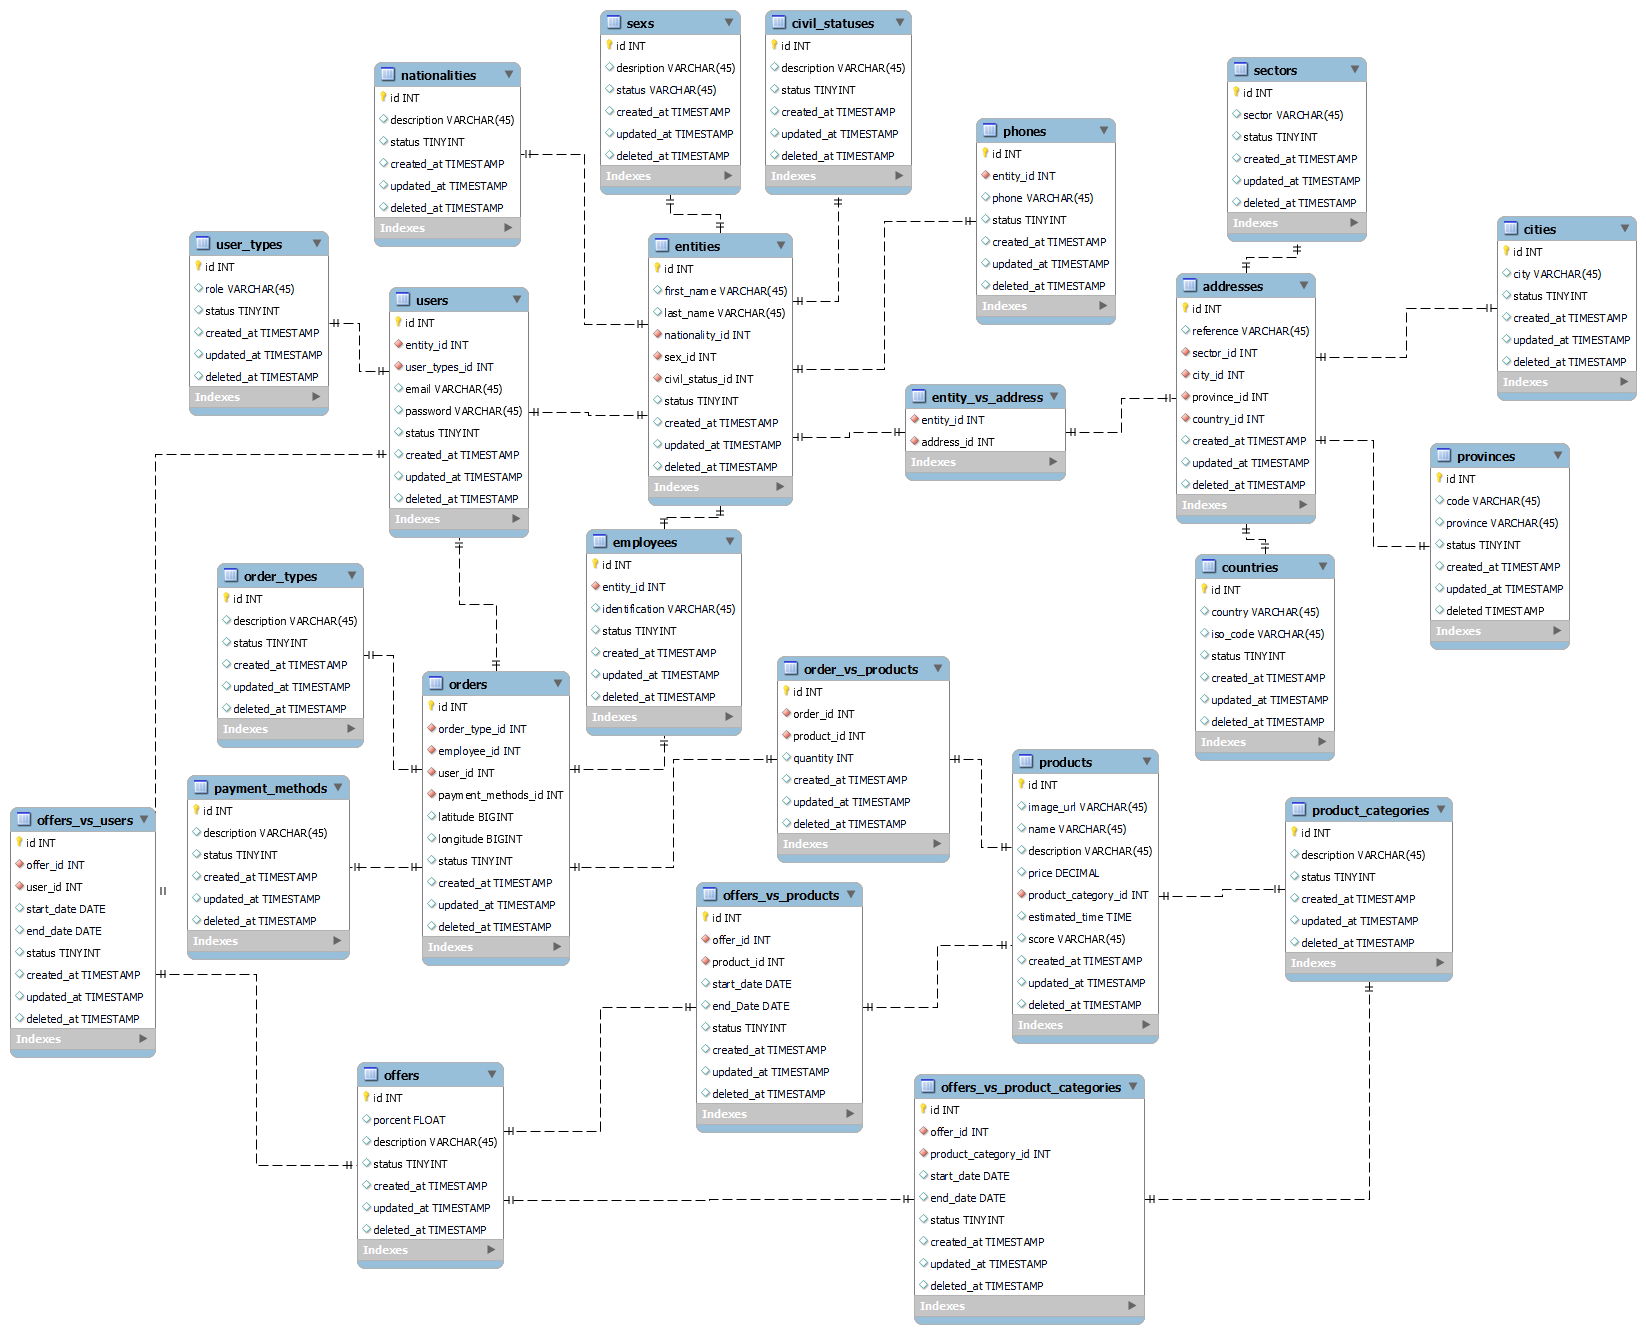 sexs
id INT
desription VARCHAR(45)
status VARCHAR(45)
created_at TIMESTAMP
updated_at TIMESTAMP
deleted_at TIMESTAMP
Indexes
civil_statuses
id INT
description VARCHAR(45)
status TINYINT
created_at TIMESTAMP
updated_at TIMESTAMP
deleted_at TIMESTAMP
Indexes
nationalities
id INT
description VARCHAR(45)
status TINYINT
created_at TIMESTAMP
updated_at TIMESTAMP
deleted_at TIMESTAMP
Indexes
sectors
id INT
sector VARCHAR(45)
status TINYINT
created_at TIMESTAMP
updated_at TIMESTAMP
deleted_at TIMESTAMP
Indexes
phones
id INT
entity_id INT
phone VARCHAR(45)
status TINYINT
created_at TIMESTAMP
updated_at TIMESTAMP
deleted_at TIMESTAMP
Indexes
cities
id INT
city VARCHAR(45)
status TINYINT
created_at TIMESTAMP
updated_at TIMESTAMP
deleted_at TIMESTAMP
Indexes
user_types
id INT
role VARCHAR(45)
status TINYINT
created_at TIMESTAMP
updated_at TIMESTAMP
deleted_at TIMESTAMP
Indexes
entities
id INT
first_name VARCHAR(45)
last_name VARCHAR(45)
nationality_id INT
sex_id INT
civil_status_id INT
status TINYINT
created_at TIMESTAMP
updated_at TIMESTAMP
deleted_at TIMESTAMP
Indexes
addresses
id INT
reference VARCHAR(45)
sector_id INT
city_id INT
province_id INT
country_id INT
created_at TIMESTAMP
updated_at TIMESTAMP
deleted_at TIMESTAMP
Indexes
users
id INT
entity_id INT
user_types_id INT
email VARCHAR(45)
password VARCHAR(45)
status TINYINT
created_at TIMESTAMP
updated_at TIMESTAMP
deleted_at TIMESTAMP
Indexes
entity_vs_address
entity_id INT
address_id INT
Indexes
provinces
id INT
code VARCHAR(45)
province VARCHAR(45)
status TINYINT
created_at TIMESTAMP
updated_at TIMESTAMP
deleted TIMESTAMP
Indexes
employees
id INT
entity_id INT
identification VARCHAR(45)
status TINYINT
created_at TIMESTAMP
updated_at TIMESTAMP
deleted_at TIMESTAMP
Indexes
countries
id INT
country VARCHAR(45)
iso_code VARCHAR(45)
status TINYINT
created_at TIMESTAMP
updated_at TIMESTAMP
deleted_at TIMESTAMP
Indexes
order_types
id INT
description VARCHAR(45)
status TINYINT
created_at TIMESTAMP
updated_at TIMESTAMP
deleted_at TIMESTAMP
Indexes
order_vs_products
id INT
order_id INT
product_id INT
quantity INT
created_at TIMESTAMP
updated_at TIMESTAMP
deleted_at TIMESTAMP
Indexes
orders
id INT
order_type_id INT
employee_id INT
user_id INT
payment_methods_id INT
latitude BIGINT
longitude BIGINT
status TINYINT
created_at TIMESTAMP
updated_at TIMESTAMP
deleted_at TIMESTAMP
Indexes
products
id INT
image_url VARCHAR(45)
name VARCHAR(45)
description VARCHAR(45)
price DECIMAL
product_category_id INT
estimated_time TIME
score VARCHAR(45)
created_at TIMESTAMP
updated_at TIMESTAMP
deleted_at TIMESTAMP
Indexes
payment_methods
id INT
description VARCHAR(45)
status TINYINT
created_at TIMESTAMP
updated_at TIMESTAMP
deleted_at TIMESTAMP
Indexes
product_categories
id INT
description VARCHAR(45)
status TINYINT
created_at TIMESTAMP
updated_at TIMESTAMP
deleted_at TIMESTAMP
Indexes
offers_vs_users
id INT
offer_id INT
user_id INT
start_date DATE
end_date DATE
status TINYINT
created_at TIMESTAMP
updated_at TIMESTAMP
deleted_at TIMESTAMP
Indexes
offers_vs_products
id INT
offer_id INT
product_id INT
start_date DATE
end_Date DATE
status TINYINT
created_at TIMESTAMP
updated_at TIMESTAMP
deleted_at TIMESTAMP
Indexes
offers
id INT
porcent FLOAT
description VARCHAR(45)
status TINYINT
created_at TIMESTAMP
updated_at TIMESTAMP
deleted_at TIMESTAMP
Indexes
offers_vs_product_categories
id INT
offer_id INT
product_category_id INT
start_date DATE
end_date DATE
status TINYINT
created_at TIMESTAMP
updated_at TIMESTAMP
deleted_at TIMESTAMP
Indexes